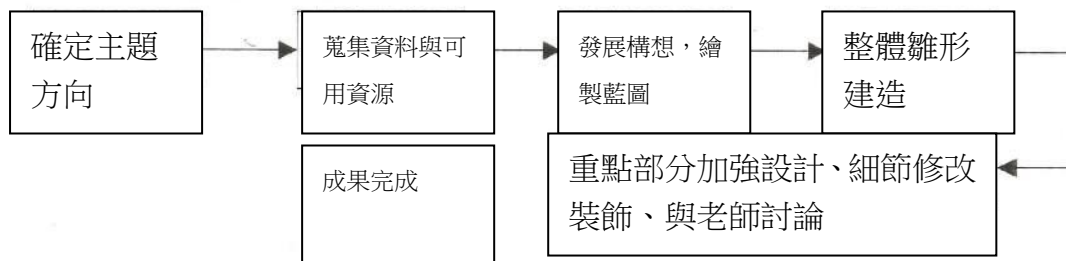 確定主題
方向
蒐集資料與可
用資源
發展構想，繪
製藍圖
整體雛形
建造
重點部分加強設計、細節修改
裝飾、與老師討論
成果完成